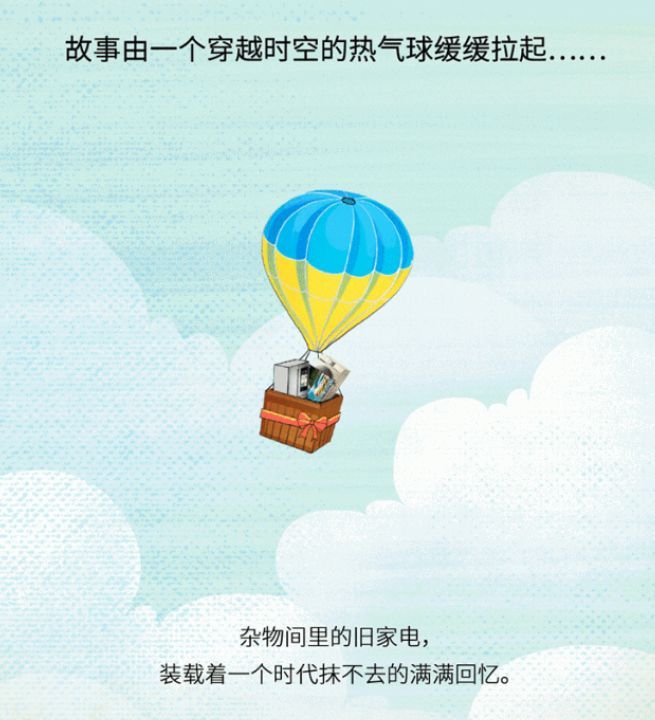 故事由一个穿越时空的热气球缓缓拉起……
杂物间里的旧家电，
装载着一个时代抹不去的满满回忆。